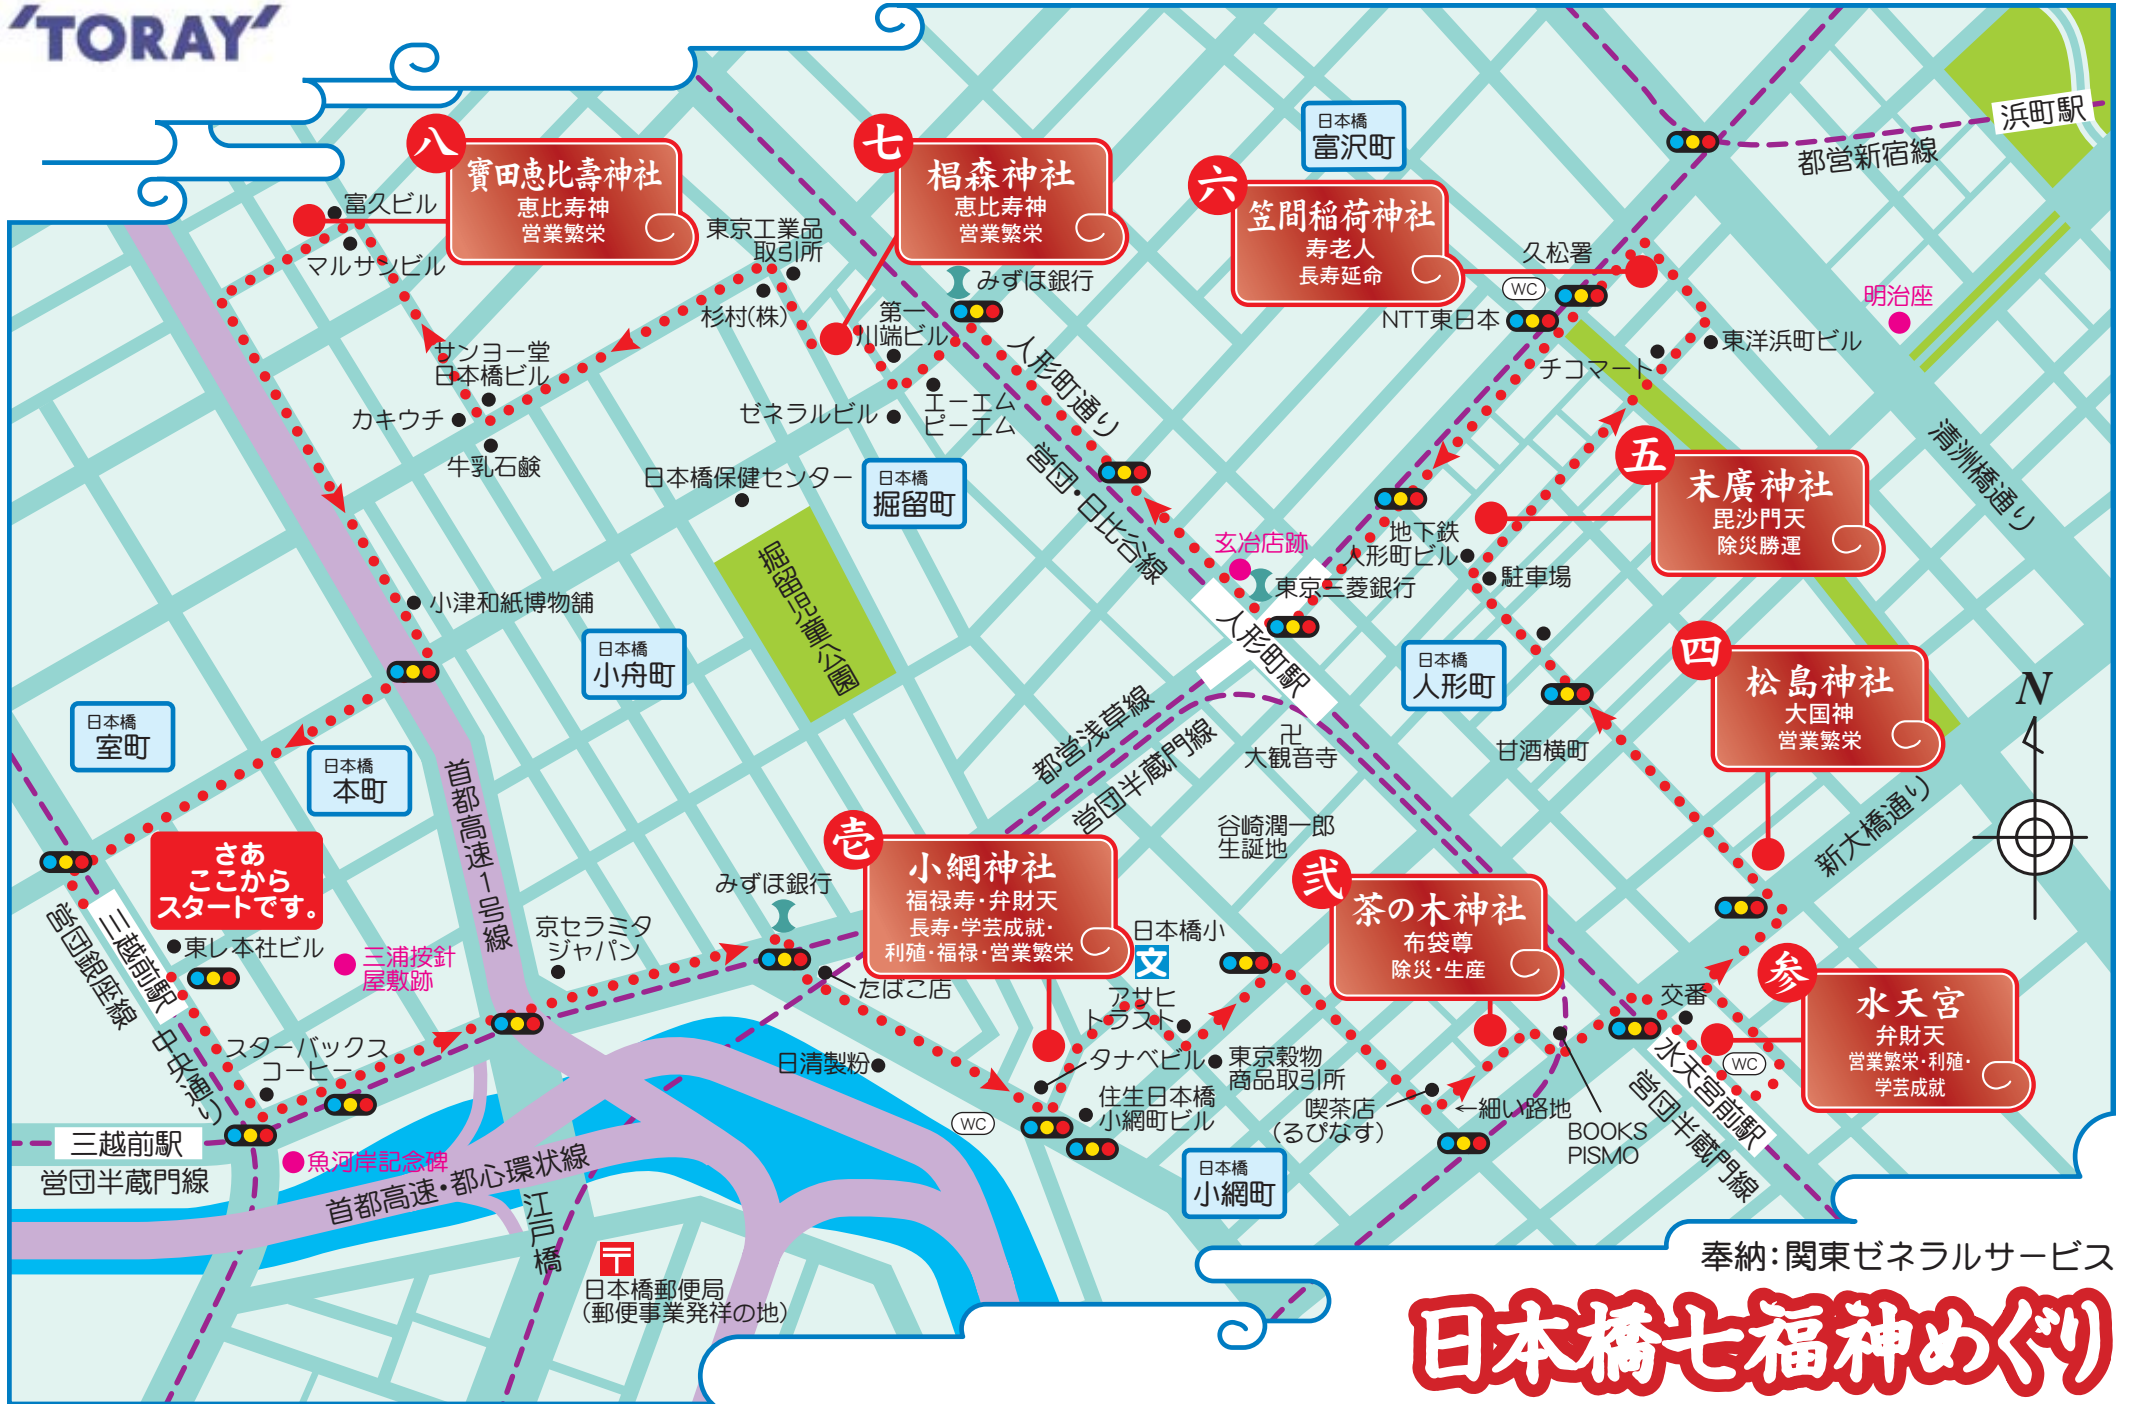 'TORAY'
八
寶田恵比壽神社
恵比寿神
営業繁栄
七
椙森神社
恵比寿神
営業繁栄
六
笠間稲荷神社
寿老人
長寿延命
日本橋
富沢町
浜町駅
都営新宿線
富久ビル
マルサンビル
東京工業品
取引所
杉村(株)
みずほ銀行
第一
川端ビル
久松署
WC
NTT東日本
明治座
東洋浜町ビル
チコマート
人形町通り
サンヨー堂
日本橋ビル
カキウチ
牛乳石鹸
ゼネラルビル
エーエム
ピーエム
日本橋保健センター
日本橋
掘留町
営団・日比谷線
清洲橋通り
五
末廣神社
毘沙門天
除災勝運
玄冶店跡
東京三菱銀行
地下鉄
人形町ビル
駐車場
掘留児童公園
小津和紙博物舗
日本橋
小舟町
人形町駅
日本橋
人形町
四
松島神社
大国神
営業繁栄
N
日本橋
室町
日本橋
本町
首都高速1号線
都営浅草線
営団半蔵門線
卍
大観音寺
甘酒横町
新大橋通り
さあ
ここから
スタートです。
東レ本社ビル
三越前駅
営団銀座線
中央通り
三浦按針
屋敷跡
京セラミタ
ジャパン
みずほ銀行
たばこ店
壱
小網神社
福禄寿・弁財天
長寿・学芸成就・
利殖・福禄・営業繁栄
谷崎潤一郎
生誕地
弐
茶の木神社
布袋尊
除災・生産
日本橋小
文
アサヒ
トラスト
参
水天宮
弁財天
営業繁栄・利殖・
学芸成就
交番
WC
スターバックス
コーヒー
日清製粉
タナベビル
東京穀物
商品取引所
住生日本橋
小網町ビル
WC
喫茶店
(るぴなす)
←細い路地
BOOKS
PISMO
水天宮前駅
営団半蔵門線
三越前駅
営団半蔵門線
魚河岸記念碑
首都高速・都心環状線
江戸橋
日本橋
小網町
〒
日本橋郵便局
(郵便事業発祥の地)
奉納：関東ゼネラルサービス
日本橋七福神めぐり